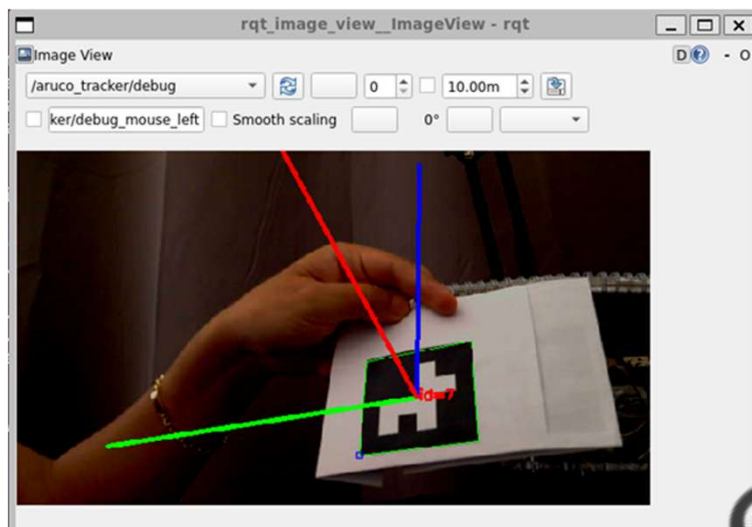 rqt_image_view__ImageView - rqt
Image View
D - O
/aruco_tracker/debug 0 10.00m
ker/debug_mouse_left Smooth scaling 0°
id=7